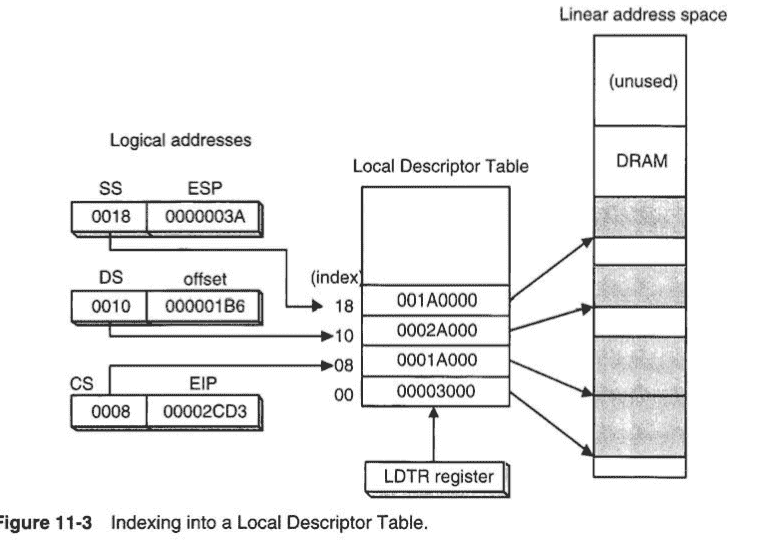 Linear address space
(unused)
DRAM
Logical addresses
SS ESP
0018 0000003A
DS offset
0010 000001B6
CS EIP
0008 00002CD3
Local Descriptor Table
(index)
18 001A0000
10 0002A000
08 0001A000
00 00003000
LDTR register
Figure 11-3 Indexing into a Local Descriptor Table.